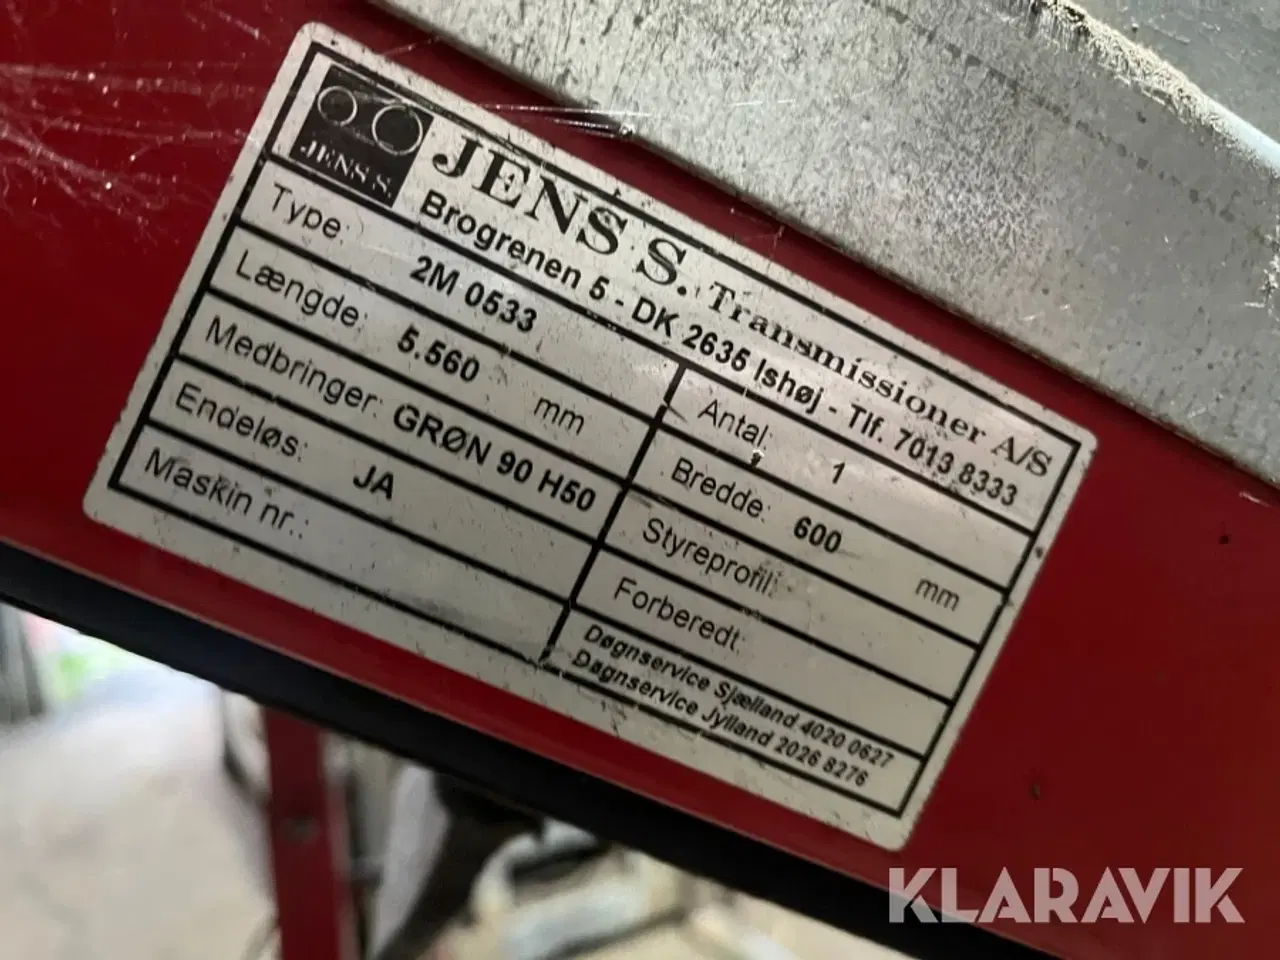 JENS S.
JENS S. Transmissioner A/S
Brogrenen 5 - DK 2635 Ishøj - Tlf. 7013 8333
Type: 2M 0533
Antal: 1
Længde: 5.560 mm
Bredde: 600 mm
Medbringer: GRØN 90 H50
Styreprofil:
Endeløs: JA
Forberedt:
Maskin nr.:
Døgnservice Sjælland 4020 0627
Døgnservice Jylland 2026 8276
KLARAVIK